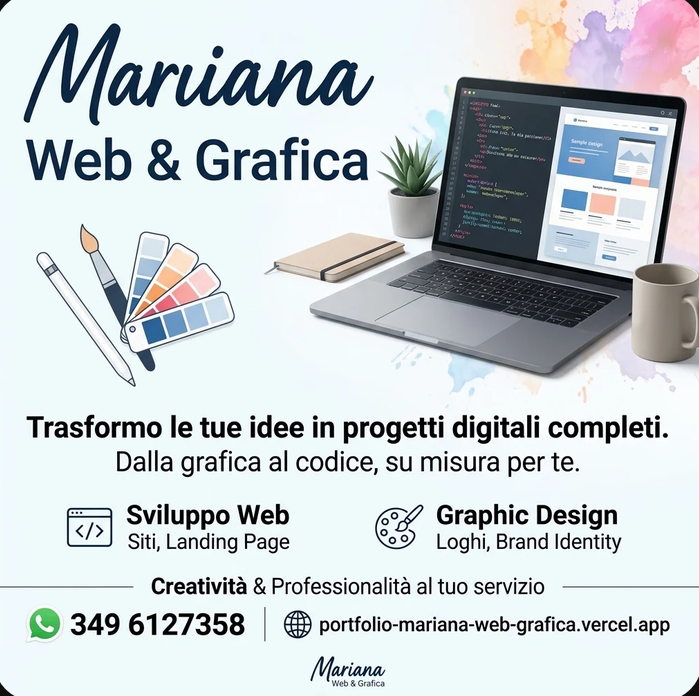 Mariana
Web & Grafica
Sample design
Trasformo le tue idee in progetti digitali completi.
Dalla grafica al codice, su misura per te.
Sviluppo Web
Siti, Landing Page
Graphic Design
Loghi, Brand Identity
Creatività & Professionalità al tuo servizio
349 6127358
portfolio-mariana-web-grafica.vercel.app
Mariana
Web & Grafica